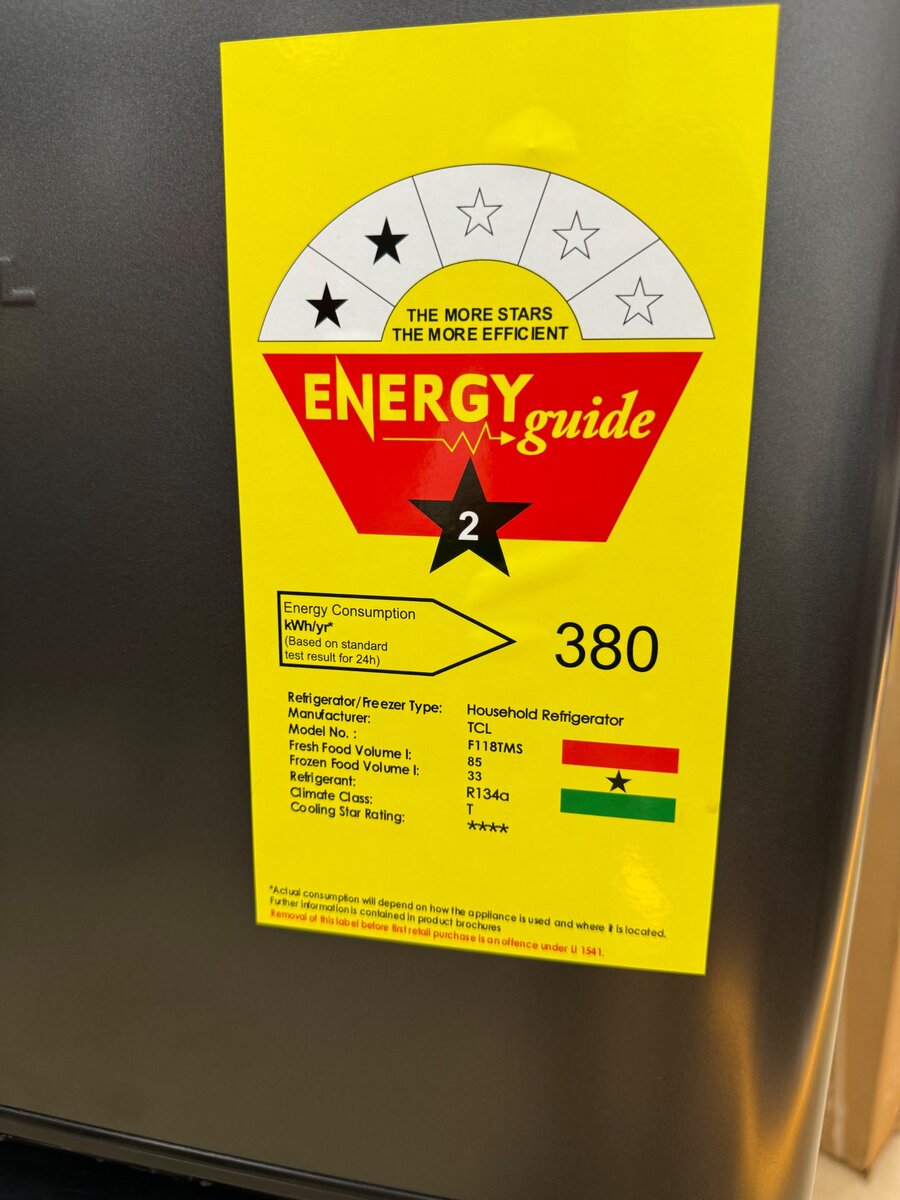 THE MORE STARS
THE MORE EFFICIENT
ENERGY guide
2
Energy Consumption
kWh/yr*
(Based on standard
test result for 24h)
380
Refrigerator/Freezer Type: Household Refrigerator
Manufacturer: TCL
Model No. : F118TMS
Fresh Food Volume l: 85
Frozen Food Volume l: 33
Refrigerant: R134a
Climate Class: T
Cooling Star Rating: ****
*Actual consumption will depend on how the appliance is used and where it is located.
Further information is contained in product brochures
Removal of this label before first retail purchase is an offence under LI 1541.